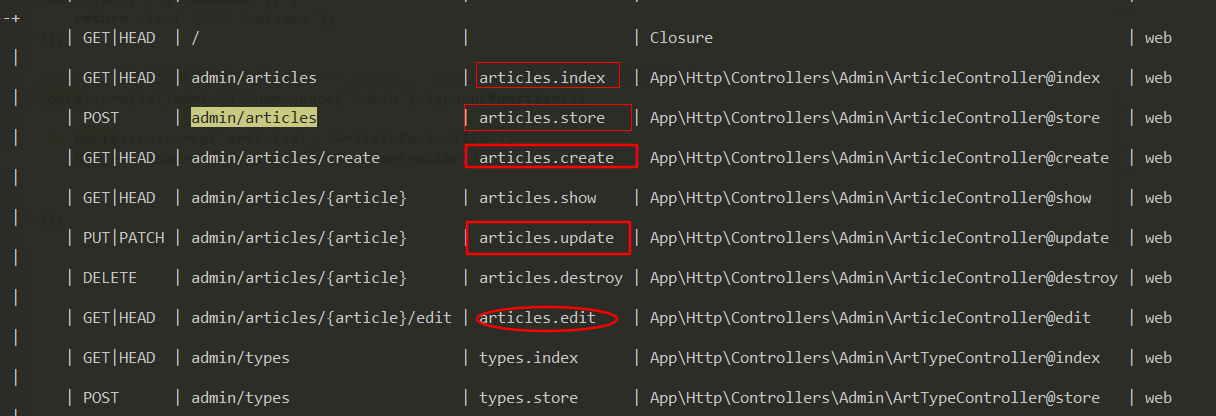 --+
| GET|HEAD | / | | Closure | web
|
| GET|HEAD | admin/articles | articles.index | App\Http\Controllers\Admin\ArticleController@index | web
|
| POST | admin/articles | articles.store | App\Http\Controllers\Admin\ArticleController@store | web
|
| GET|HEAD | admin/articles/create | articles.create | App\Http\Controllers\Admin\ArticleController@create | web
|
| GET|HEAD | admin/articles/{article} | articles.show | App\Http\Controllers\Admin\ArticleController@show | web
|
| PUT|PATCH | admin/articles/{article} | articles.update | App\Http\Controllers\Admin\ArticleController@update | web
|
| DELETE | admin/articles/{article} | articles.destroy | App\Http\Controllers\Admin\ArticleController@destroy | web
|
| GET|HEAD | admin/articles/{article}/edit | articles.edit | App\Http\Controllers\Admin\ArticleController@edit | web
|
| GET|HEAD | admin/types | types.index | App\Http\Controllers\Admin\ArtTypeController@index | web
|
| POST | admin/types | types.store | App\Http\Controllers\Admin\ArtTypeController@store | web
|